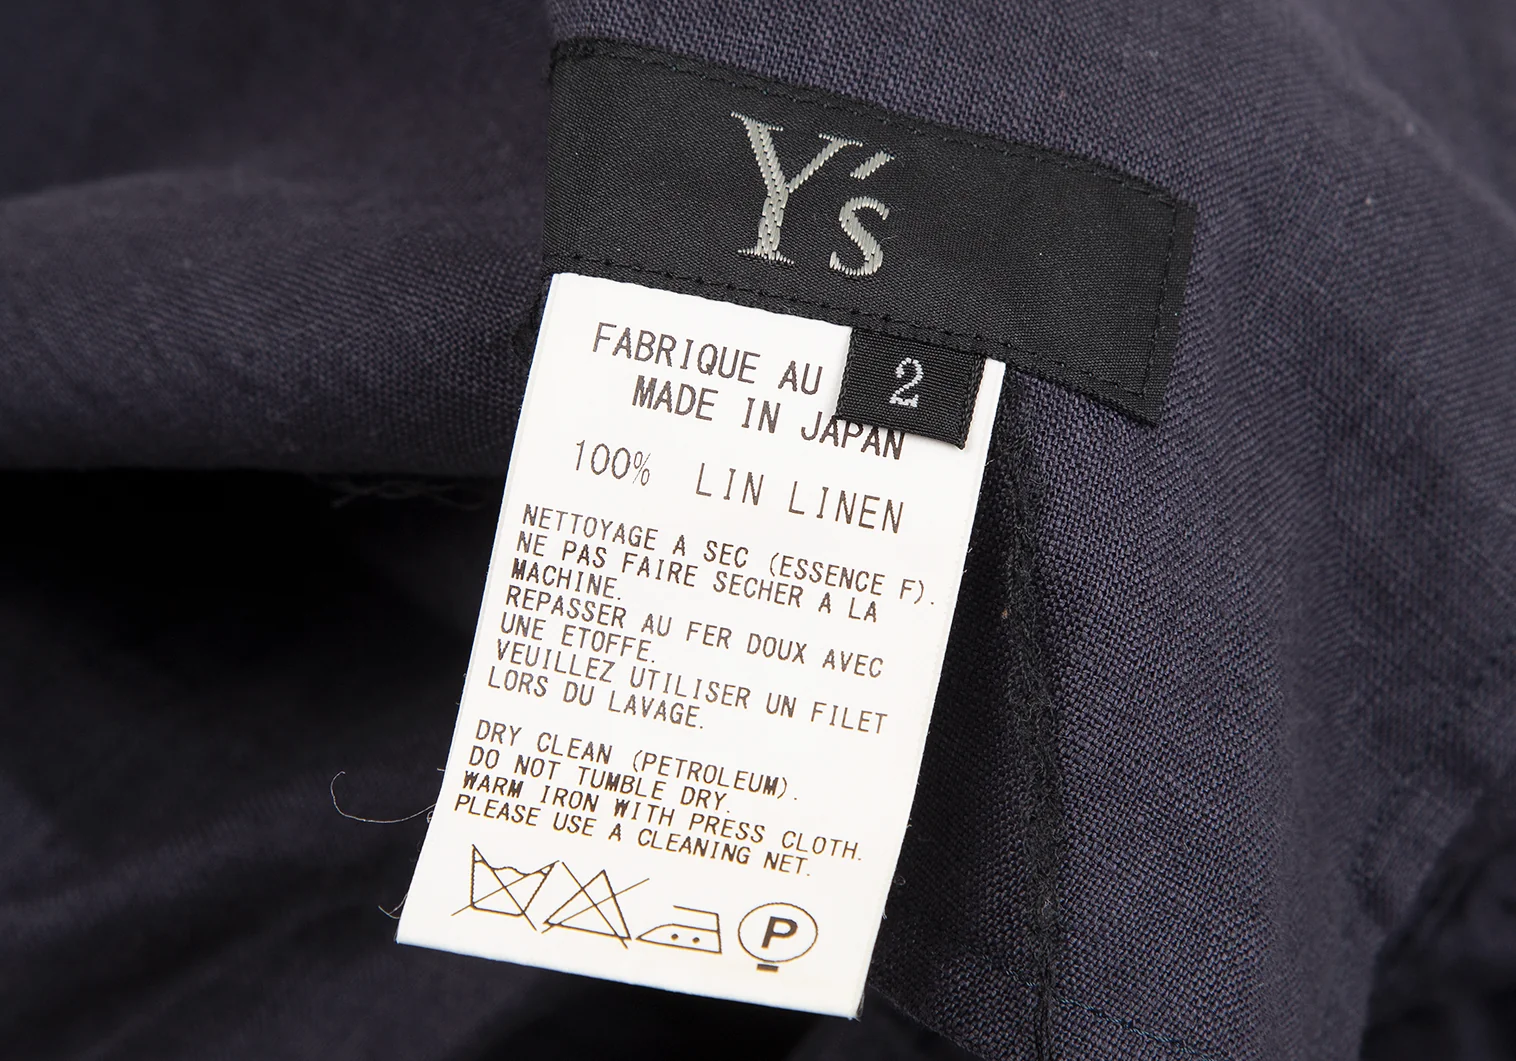 Y's
2
FABRIQUE AU
MADE IN JAPAN
100% LIN LINEN
NETTOYAGE A SEC (ESSENCE F).
NE PAS FAIRE SECHER A LA
MACHINE.
REPASSER AU FER DOUX AVEC
UNE ETOFFE.
VEUILLEZ UTILISER UN FILET
LORS DU LAVAGE.
DRY CLEAN (PETROLEUM).
DO NOT TUMBLE DRY.
WARM IRON WITH PRESS CLOTH.
PLEASE USE A CLEANING NET.
P